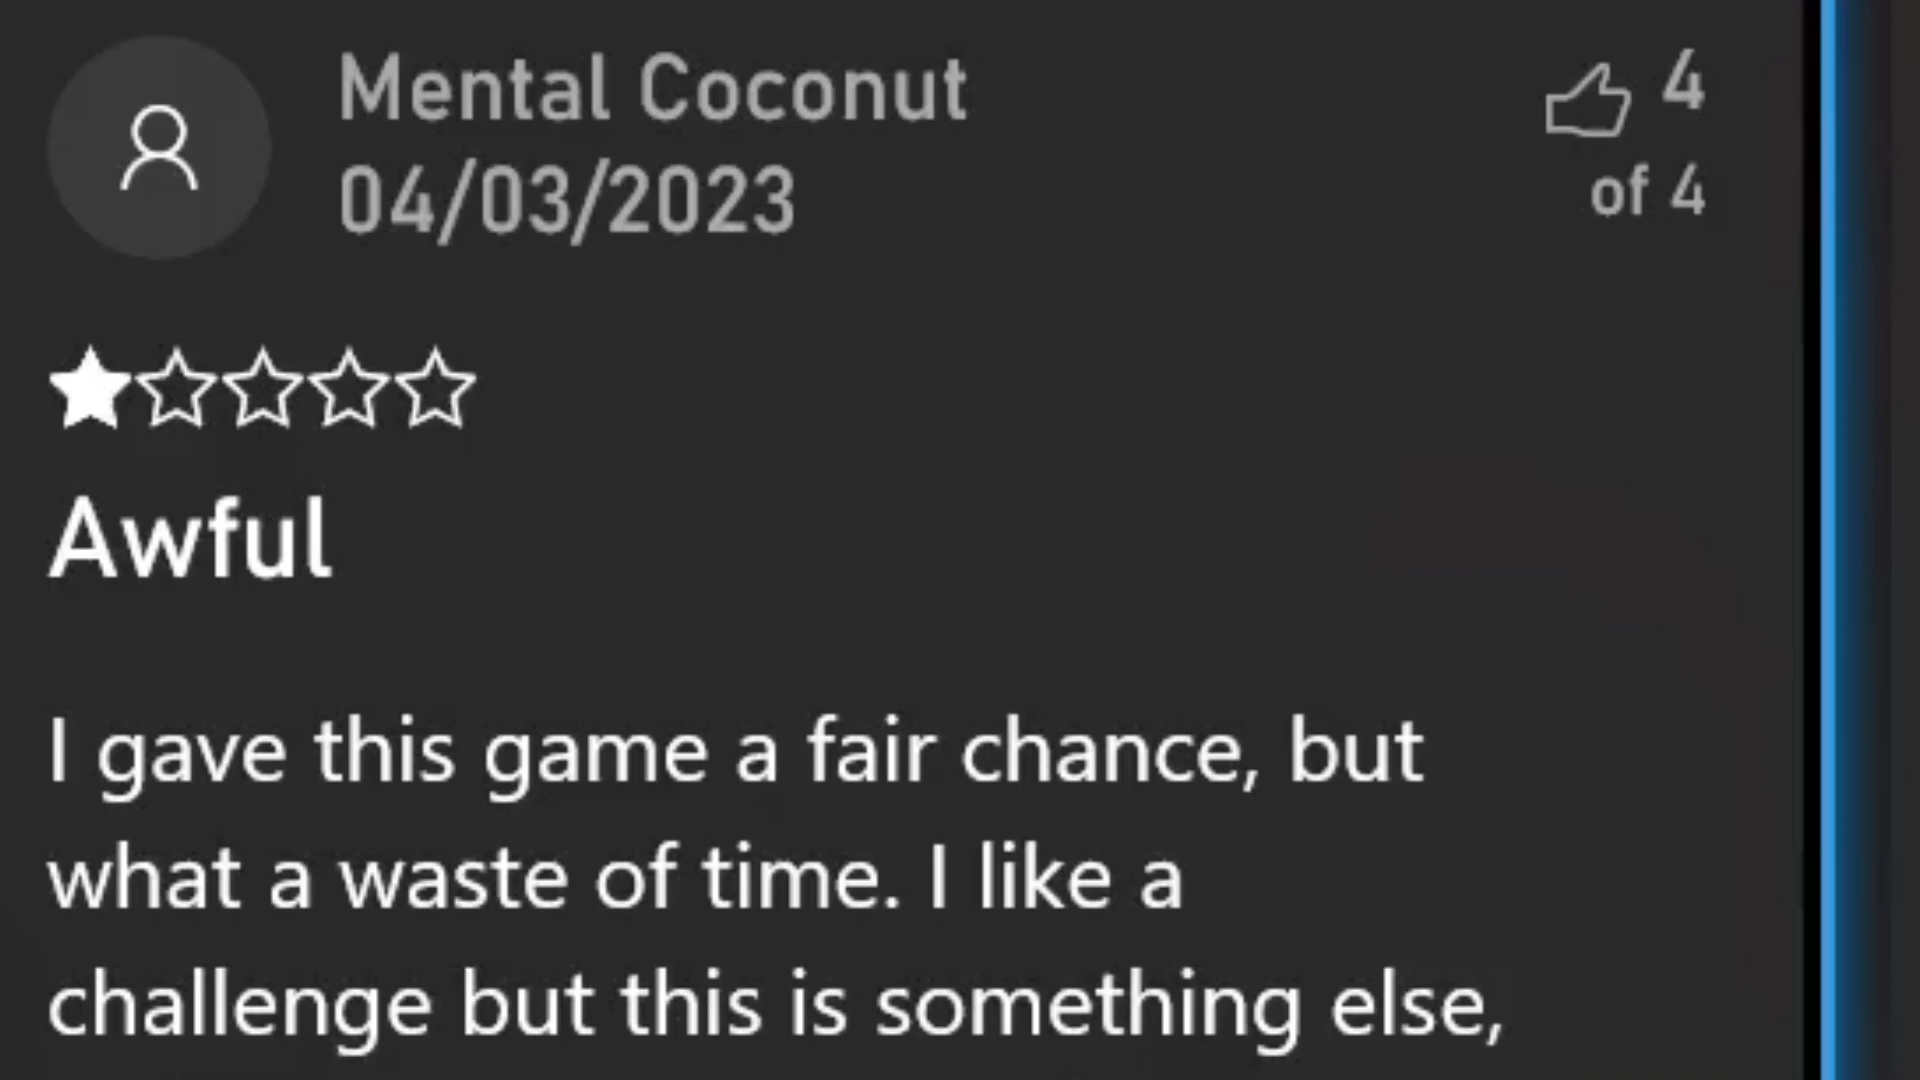 Mental Coconut
04/03/2023
4
of 4
Awful
I gave this game a fair chance, but
what a waste of time. I like a
challenge but this is something else,